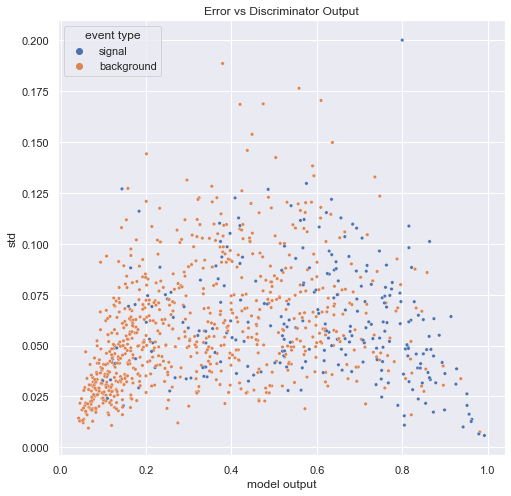 Error vs Discriminator Output
event type
signal
background
0.200
0.175
0.150
0.125
0.100
0.075
0.050
0.025
0.000
std
0.0 0.2 0.4 0.6 0.8 1.0
model output